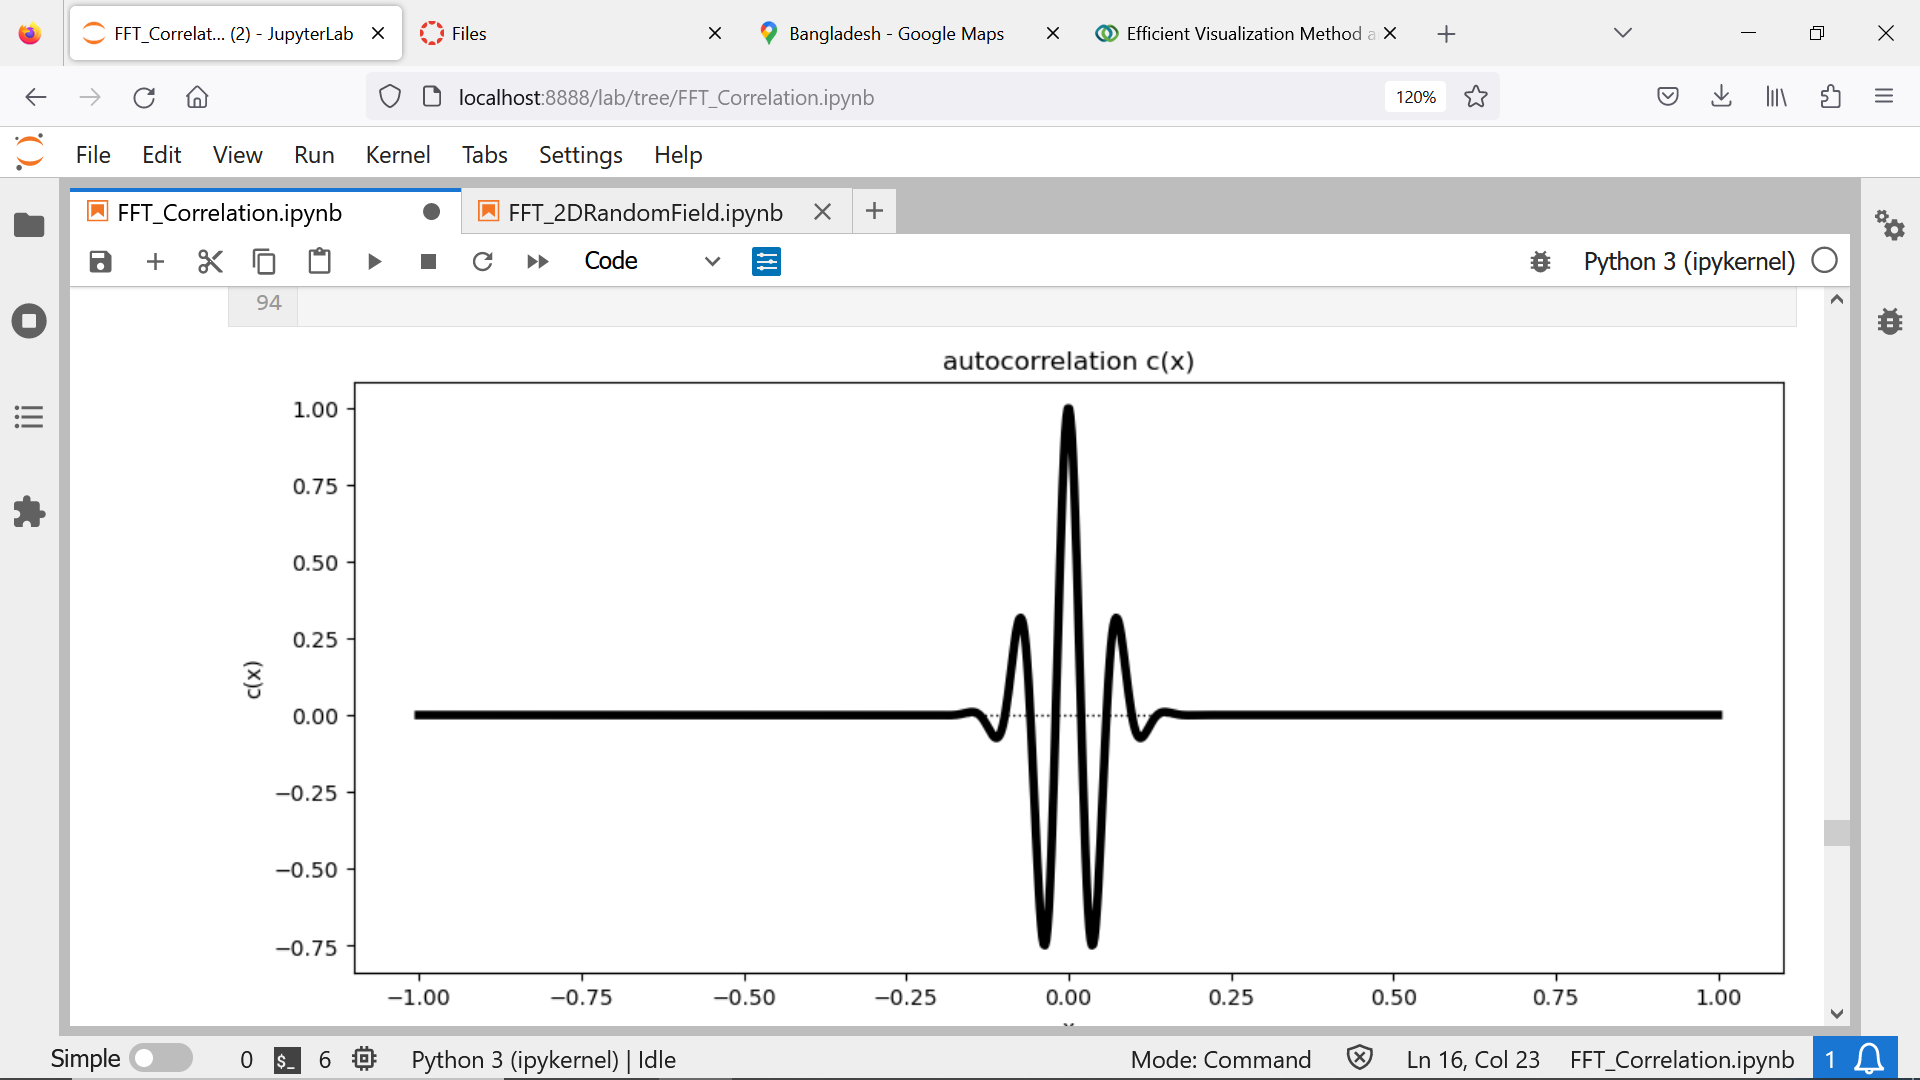 FFT_Correlat... (2) - JupyterLab
Files
Bangladesh - Google Maps
Efficient Visualization Method a
localhost:8888/lab/tree/FFT_Correlation.ipynb
120%
File Edit View Run Kernel Tabs Settings Help
FFT_Correlation.ipynb
FFT_2DRandomField.ipynb
Code
Python 3 (ipykernel)
94
autocorrelation c(x)
1.00
0.75
0.50
0.25
0.00
−0.25
−0.50
−0.75
c(x)
−1.00 −0.75 −0.50 −0.25 0.00 0.25 0.50 0.75 1.00
Simple 0 $_ 6 Python 3 (ipykernel) | Idle Mode: Command Ln 16, Col 23 FFT_Correlation.ipynb 1